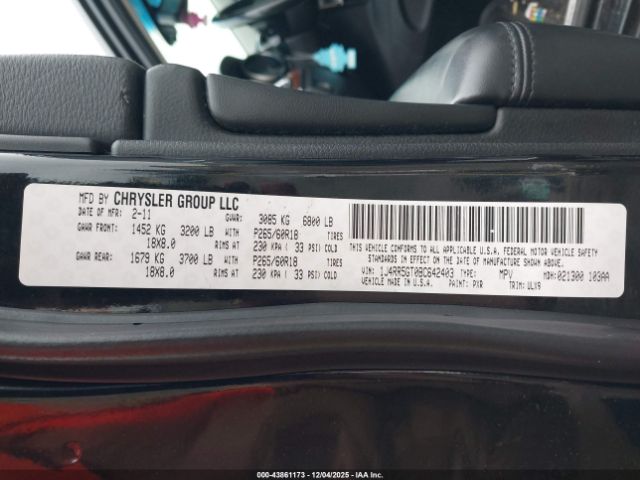 MFD BY CHRYSLER GROUP LLC
DATE OF MFR: 2-11 GVWR: 3085 KG 6800 LB
GAWR FRONT: 1452 KG 3200 LB WITH P265/60R18 TIRES
18X8.0 RIMS AT 230 KPA ( 33 PSI) COLD
GAWR REAR: 1679 KG 3700 LB WITH P265/60R18 TIRES
18X8.0 RIMS AT 230 KPA ( 33 PSI) COLD
THIS VEHICLE CONFORMS TO ALL APPLICABLE U.S.A. FEDERAL MOTOR VEHICLE SAFETY
STANDARDS IN EFFECT ON THE DATE OF MANUFACTURE SHOWN ABOVE.
VIN: 1J4RR5GT0BC642403 TYPE: MPV MDH: 021300 103AA
VEHICLE MADE IN U.S.A. PAINT: PXR TRIM: ULX9
000-43861173 - 12/04/2025 - IAAI.COM